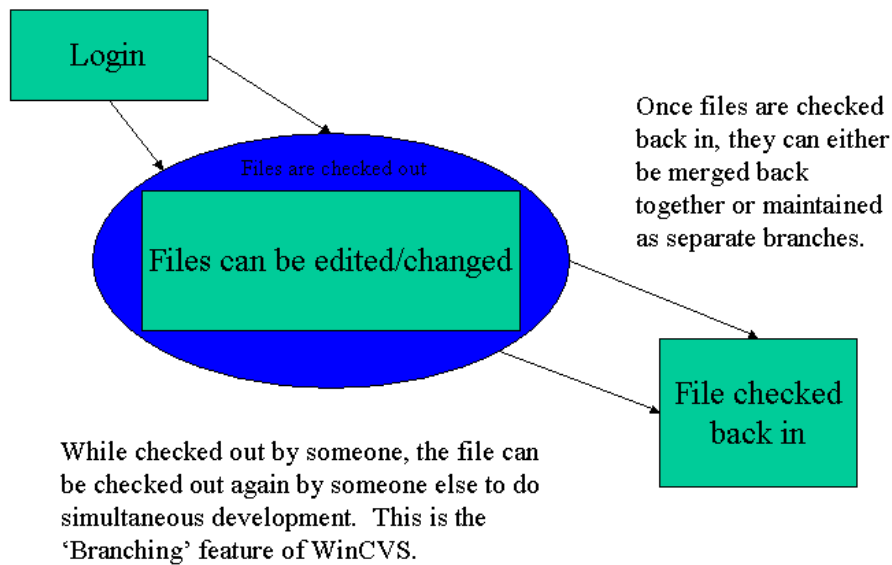 Login
Once files are checked
back in, they can either
be merged back
together or maintained
as separate branches.
Files are checked out
Files can be edited/changed
File checked
back in
While checked out by someone, the file can
be checked out again by someone else to do
simultaneous development.  This is the
‘Branching’ feature of WinCVS.